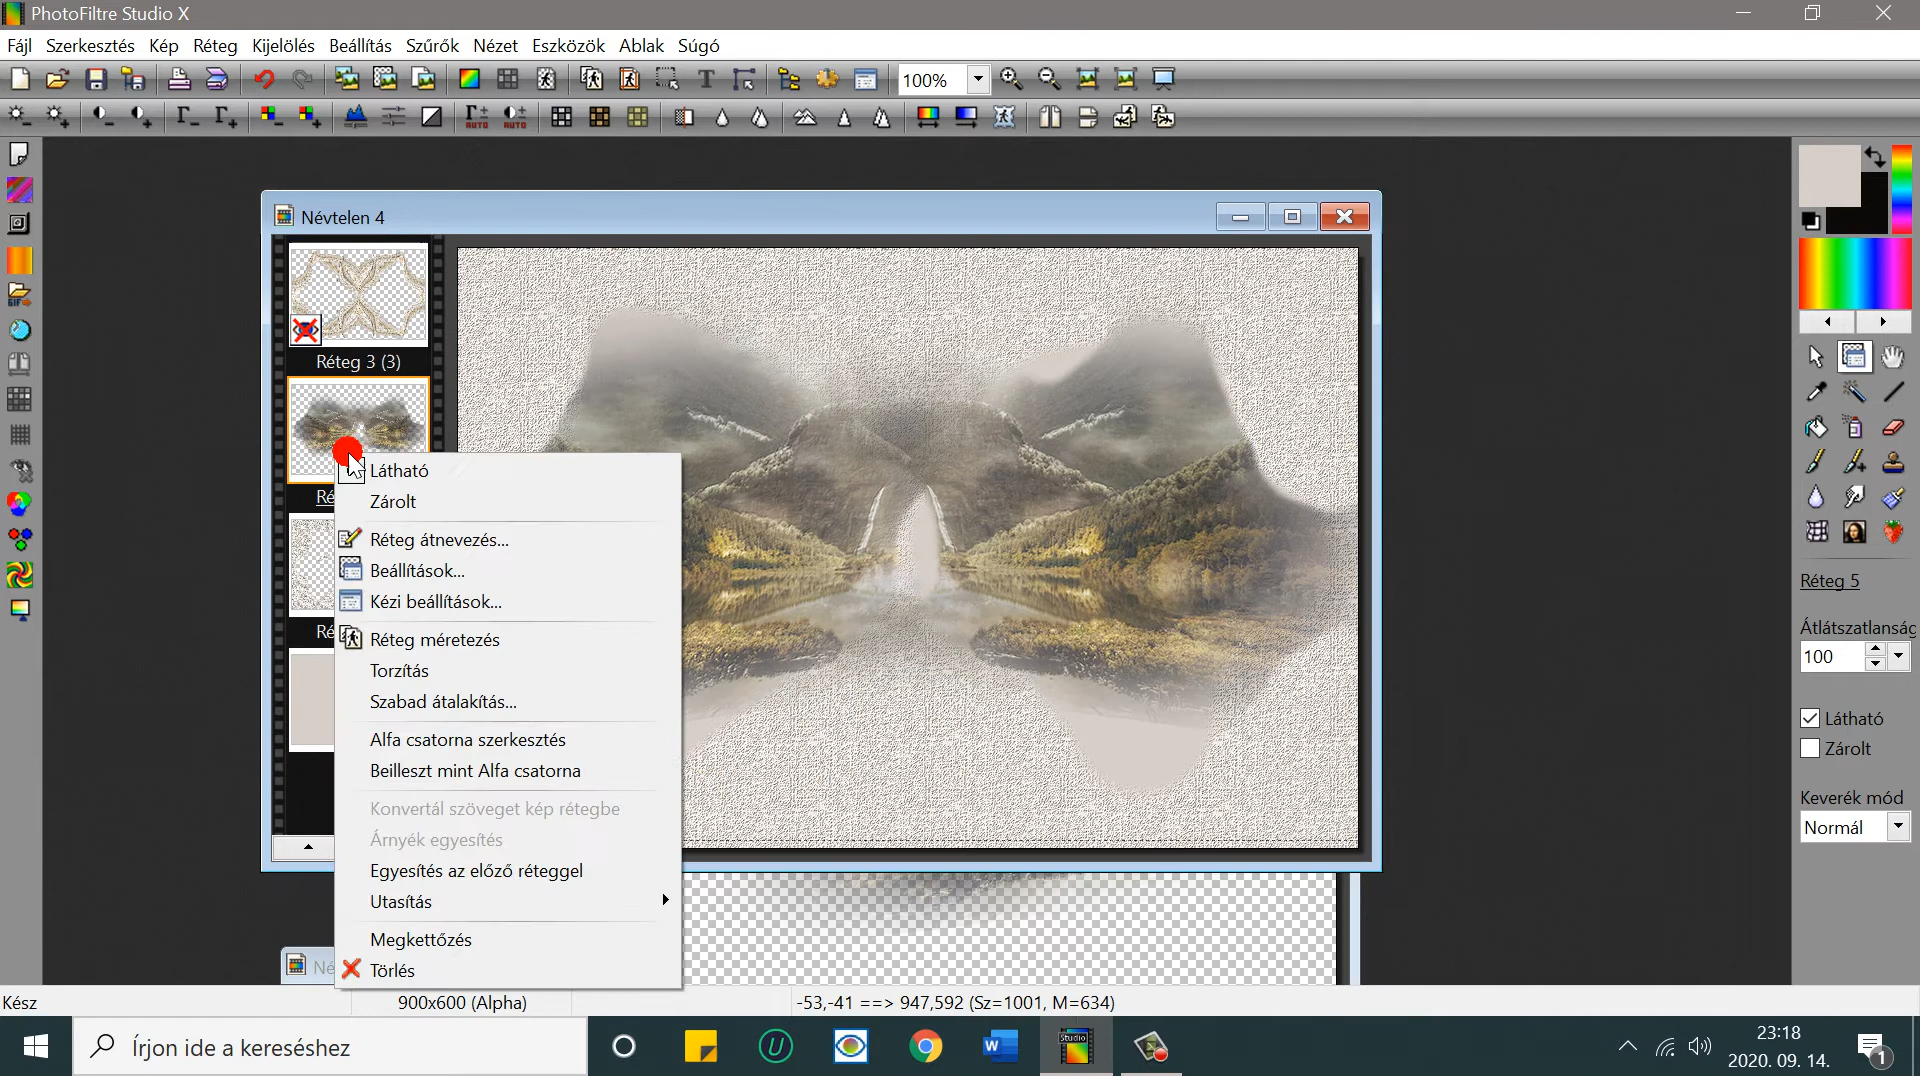 PhotoFiltre Studio X
Fájl Szerkesztés Kép Réteg Kijelölés Beállítás Szűrők Nézet Eszközök Ablak Súgó
100%
AUTO AUTO
Névtelen 4
Réteg 3 (3)
Látható
Zárolt
Réteg átnevezés...
Beállítások...
Kézi beállítások...
Réteg méretezés
Torzítás
Szabad átalakítás...
Alfa csatorna szerkesztés
Beilleszt mint Alfa csatorna
Konvertál szöveget kép rétegbe
Árnyék egyesítés
Egyesítés az előző réteggel
Utasítás
Megkettőzés
Törlés
Réteg 5
Átlátszatlanság
100
Látható
Zárolt
Keverék mód
Normál
Kész
900x600 (Alpha)
-53,-41 ==> 947,592 (Sz=1001, M=634)
Írjon ide a kereséshez
Studio
23:18
2020. 09. 14.
1